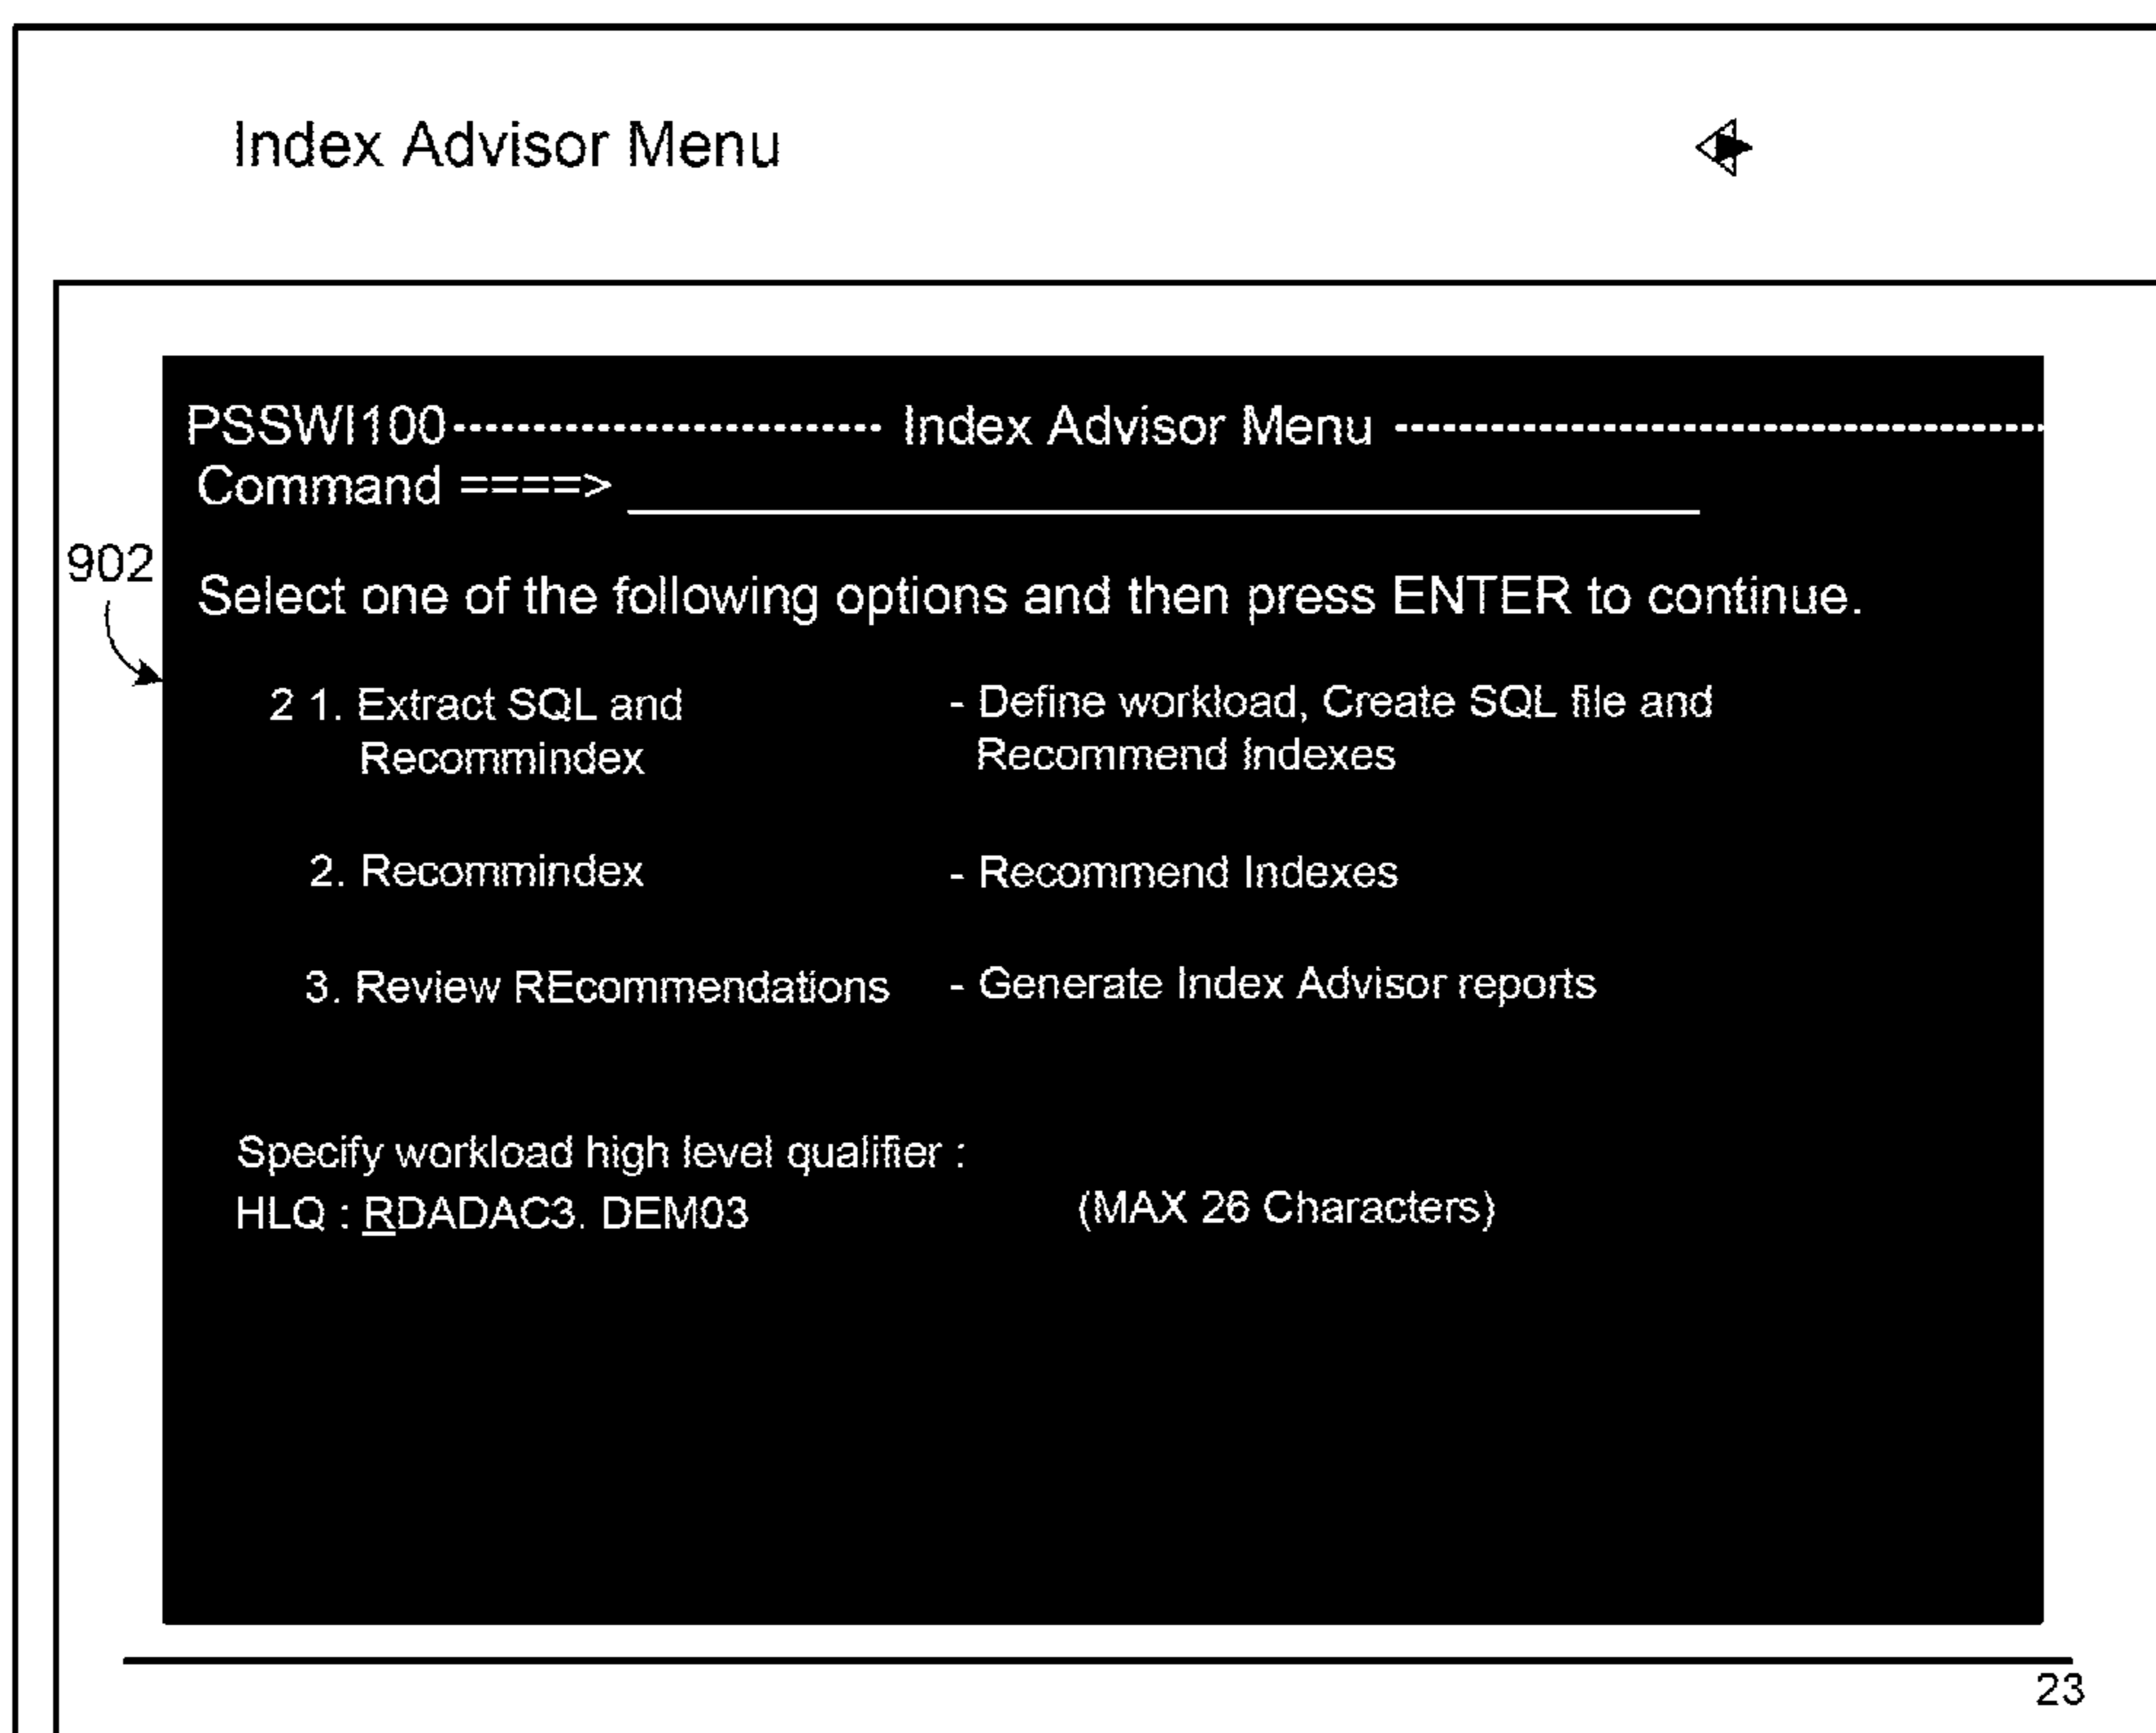 Index Advisor Menu
PSSWI100--------------------------- Index Advisor Menu -----------------------------------------
Command ====>
902
Select one of the following options and then press ENTER to continue.
2 1. Extract SQL and - Define workload, Create SQL file and
Recommindex Recommend Indexes
2. Recommindex - Recommend Indexes
3. Review REcommendations - Generate Index Advisor reports
Specify workload high level qualifier :
HLQ : RDADAC3. DEM03 (MAX 26 Characters)
23